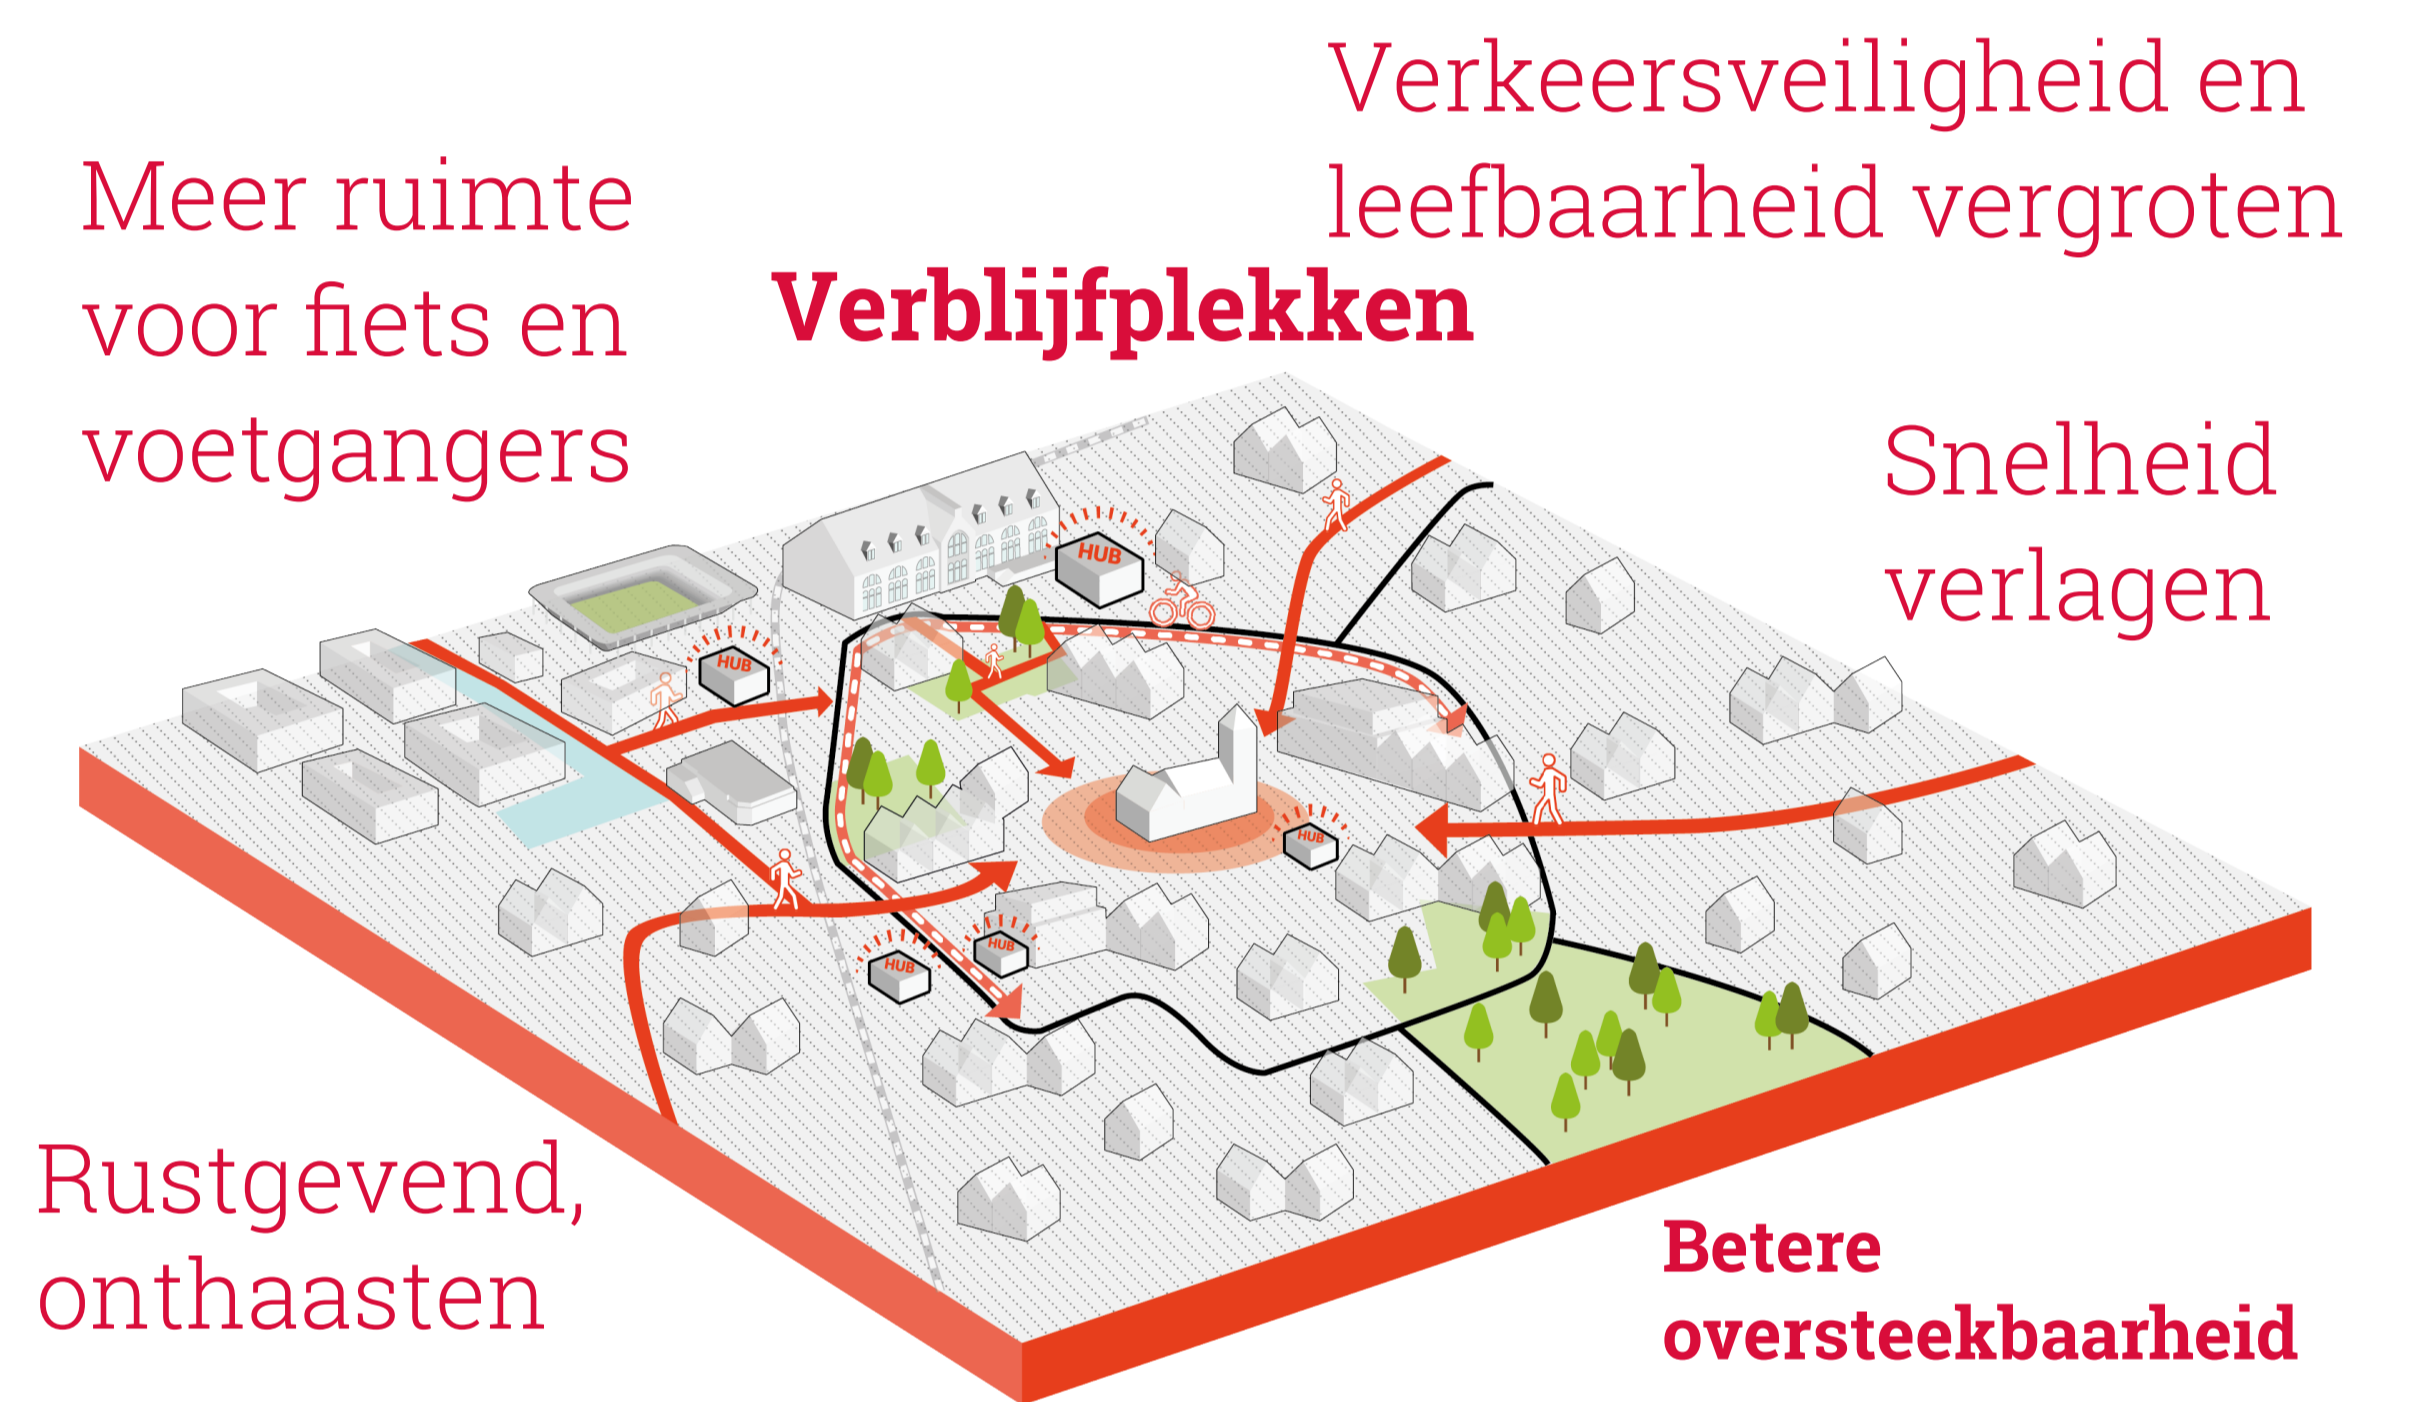 Verkeersveiligheid en
leefbaarheid vergroten
Meer ruimte
voor fiets en
voetgangers
Verblijfplekken
Snelheid
verlagen
HUB
HUB
HUB
HUB
HUB
Rustgevend,
onthaasten
Betere
oversteekbaarheid